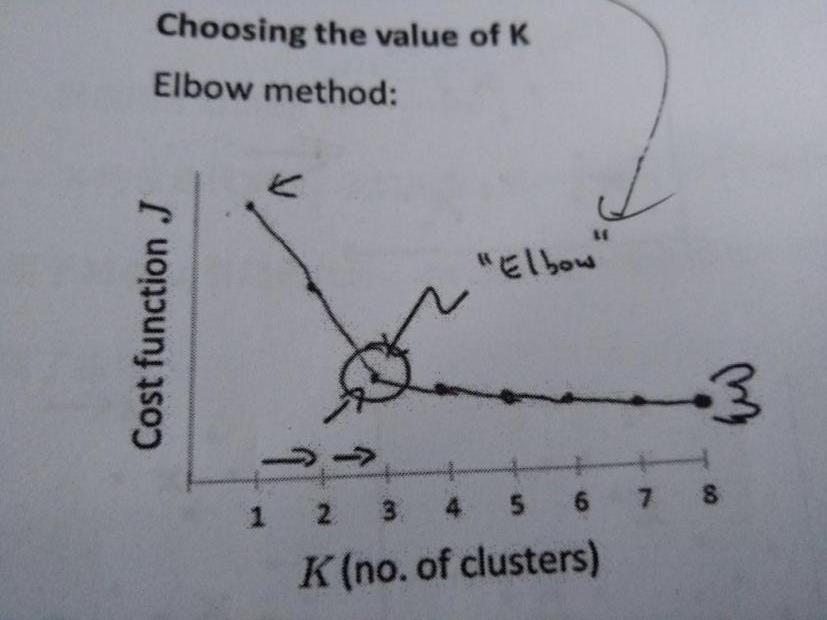 Choosing the value of K
Elbow method:
"Elbow"
Cost function J
1 2 3 4 5 6 7 8
K (no. of clusters)